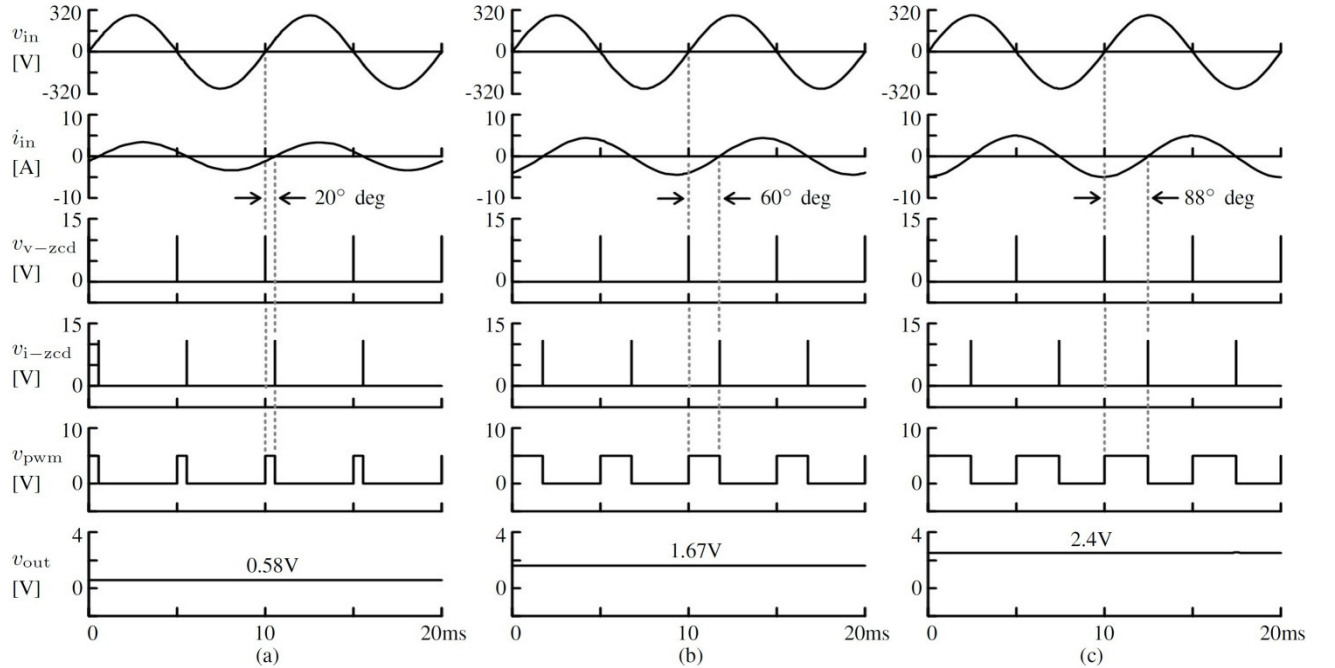 320
v_in
0
[V]
-320
10
i_in
0
[A]
-10
20° deg
15
v_v-zcd
[V]
0
15
v_i-zcd
[V]
0
10
v_pwm
[V]
0
4
v_out
0.58V
[V]
0
0
10
20ms
(a)
320
0
-320
10
0
-10
60° deg
15
0
15
0
10
0
4
1.67V
0
0
10
20ms
(b)
320
0
-320
10
0
-10
88° deg
15
0
15
0
10
0
4
2.4V
0
0
10
20ms
(c)